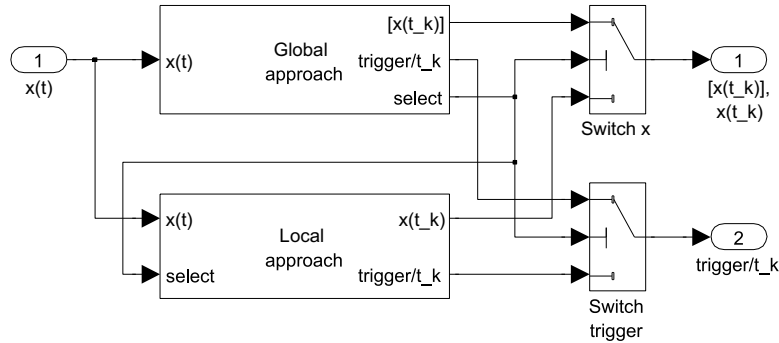 1
x(t)
x(t)
Global
approach
[x(t_k)]
trigger/t_k
select
Switch x
1
[x(t_k)],
x(t_k)
x(t)
select
Local
approach
x(t_k)
trigger/t_k
Switch
trigger
2
trigger/t_k